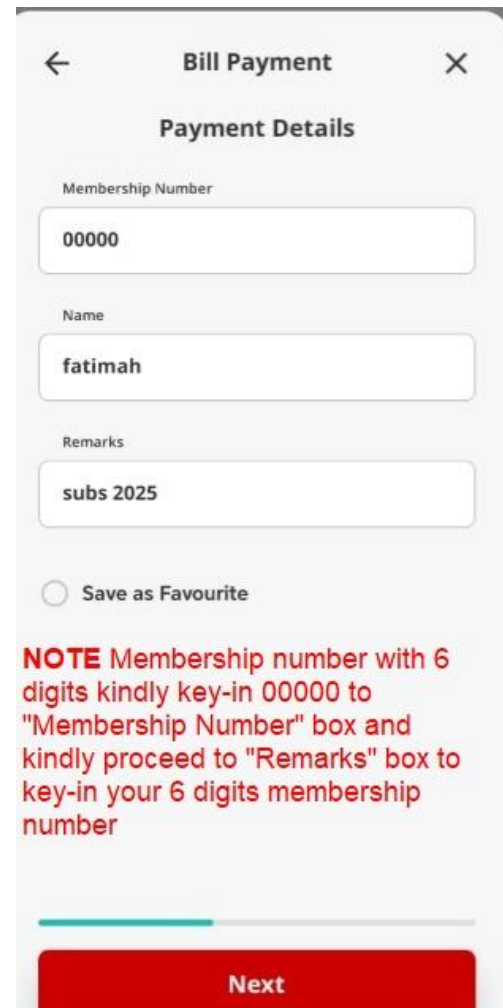 Bill Payment
Payment Details
Membership Number
00000
Name
fatimah
Remarks
subs 2025
Save as Favourite
NOTE Membership number with 6
digits kindly key-in 00000 to
"Membership Number" box and
kindly proceed to "Remarks" box to
key-in your 6 digits membership
number
Next